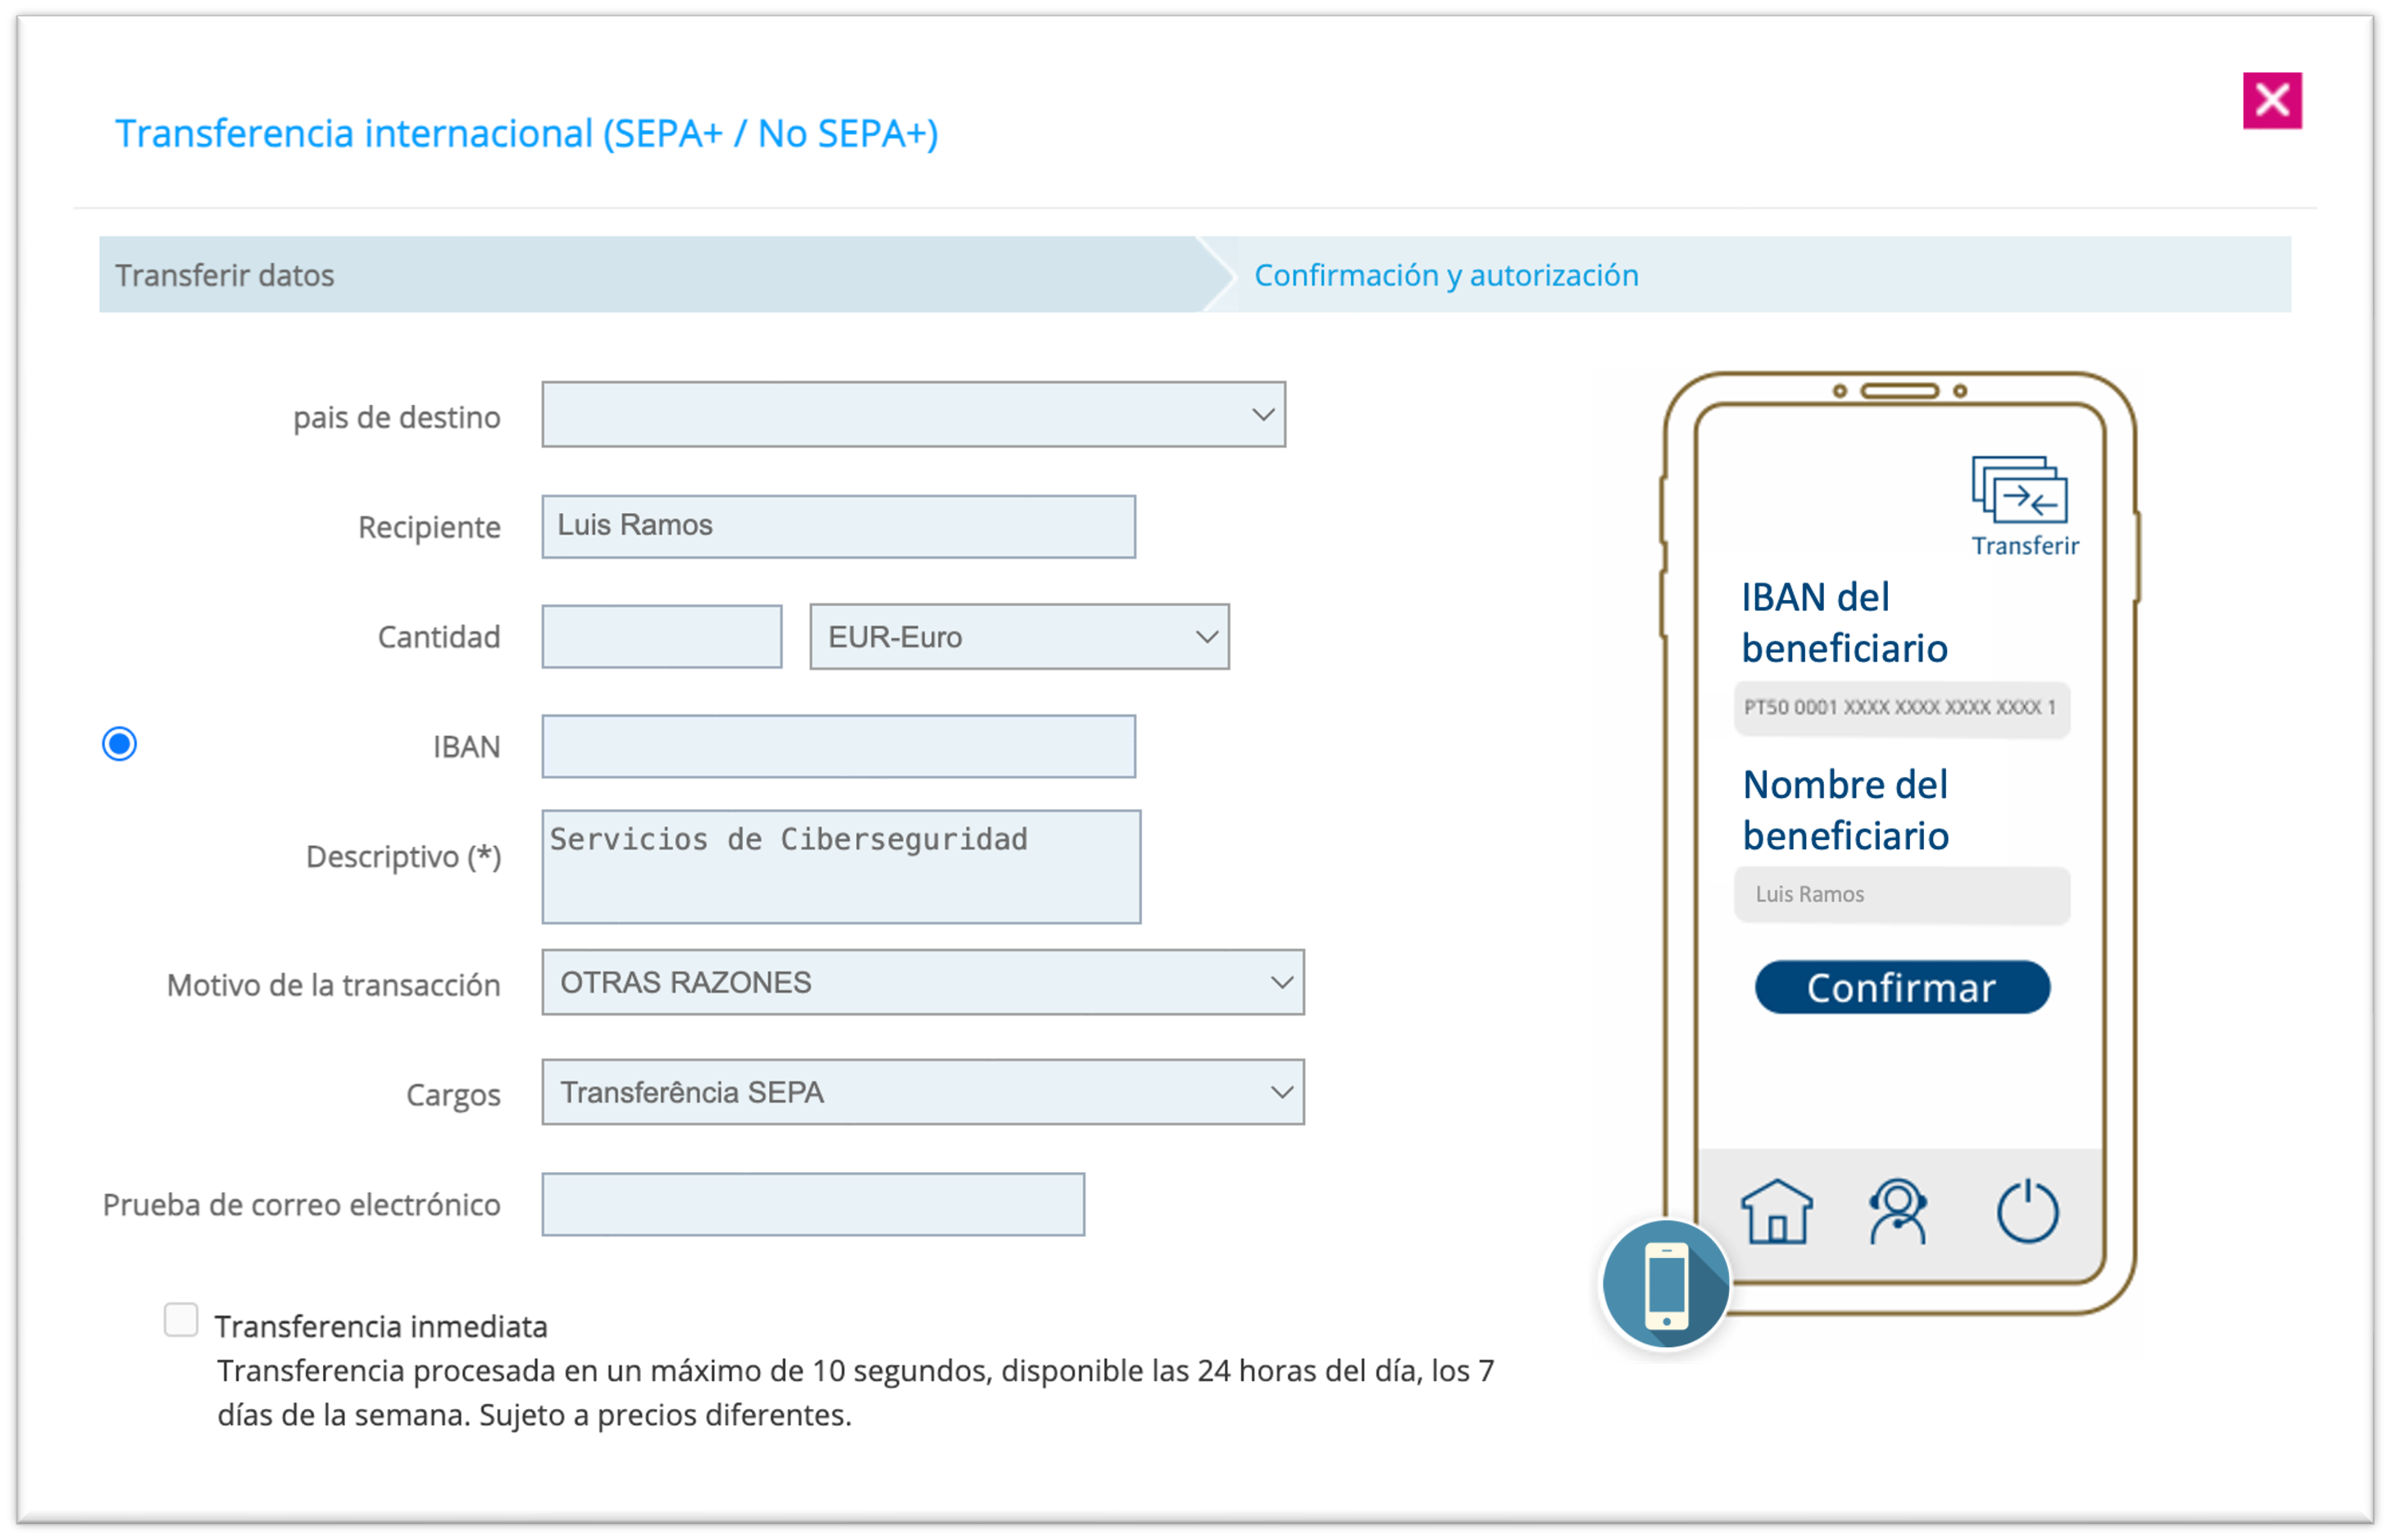 Transferencia internacional (SEPA+ / No SEPA+)
Transferir datos
Confirmación y autorización
pais de destino
Recipiente
Luis Ramos
Cantidad
EUR-Euro
IBAN
Descriptivo (*)
Servicios de Ciberseguridad
Motivo de la transacción
OTRAS RAZONES
Cargos
Transferência SEPA
Prueba de correo electrónico
Transferencia inmediata
Transferencia procesada en un máximo de 10 segundos, disponible las 24 horas del día, los 7
días de la semana. Sujeto a precios diferentes.
Transferir
IBAN del
beneficiario
PT50 0001 XXXX XXXX XXXX XXXX 1
Nombre del
beneficiario
Luis Ramos
Confirmar